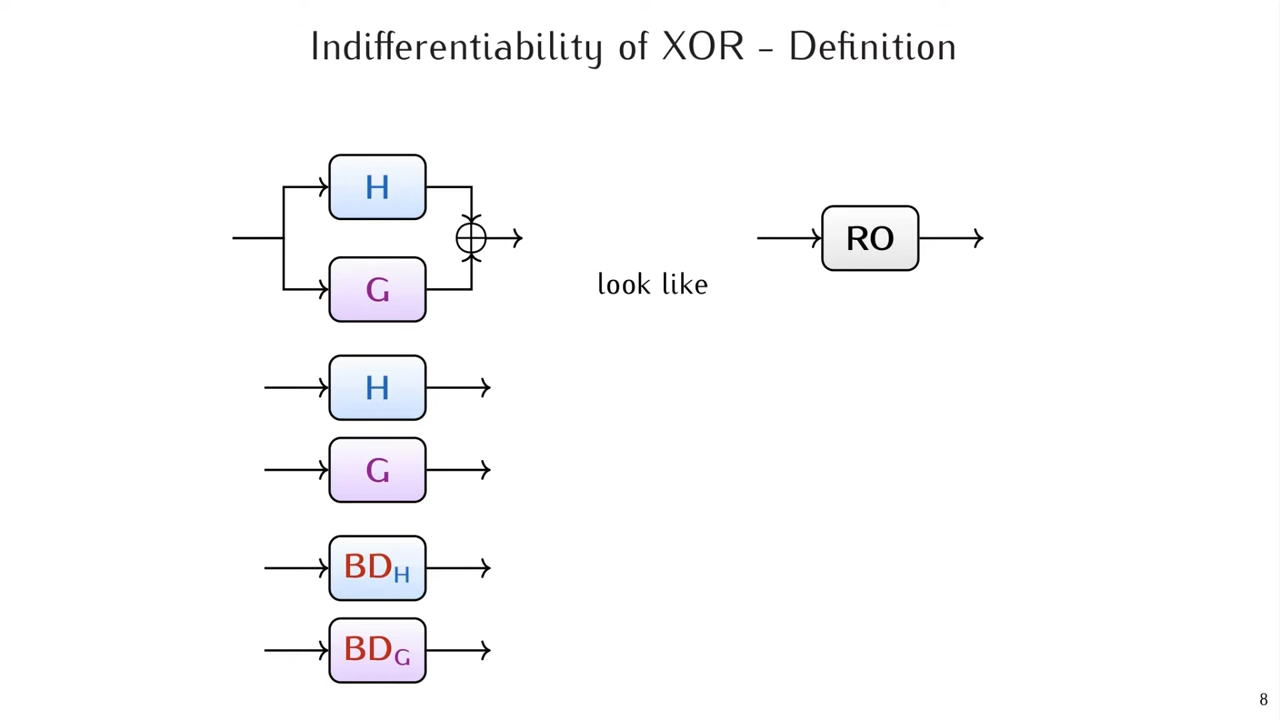 Indifferentiability of XOR – Definition
H
G
look like
RO
H
G
BD_H
BD_G
8